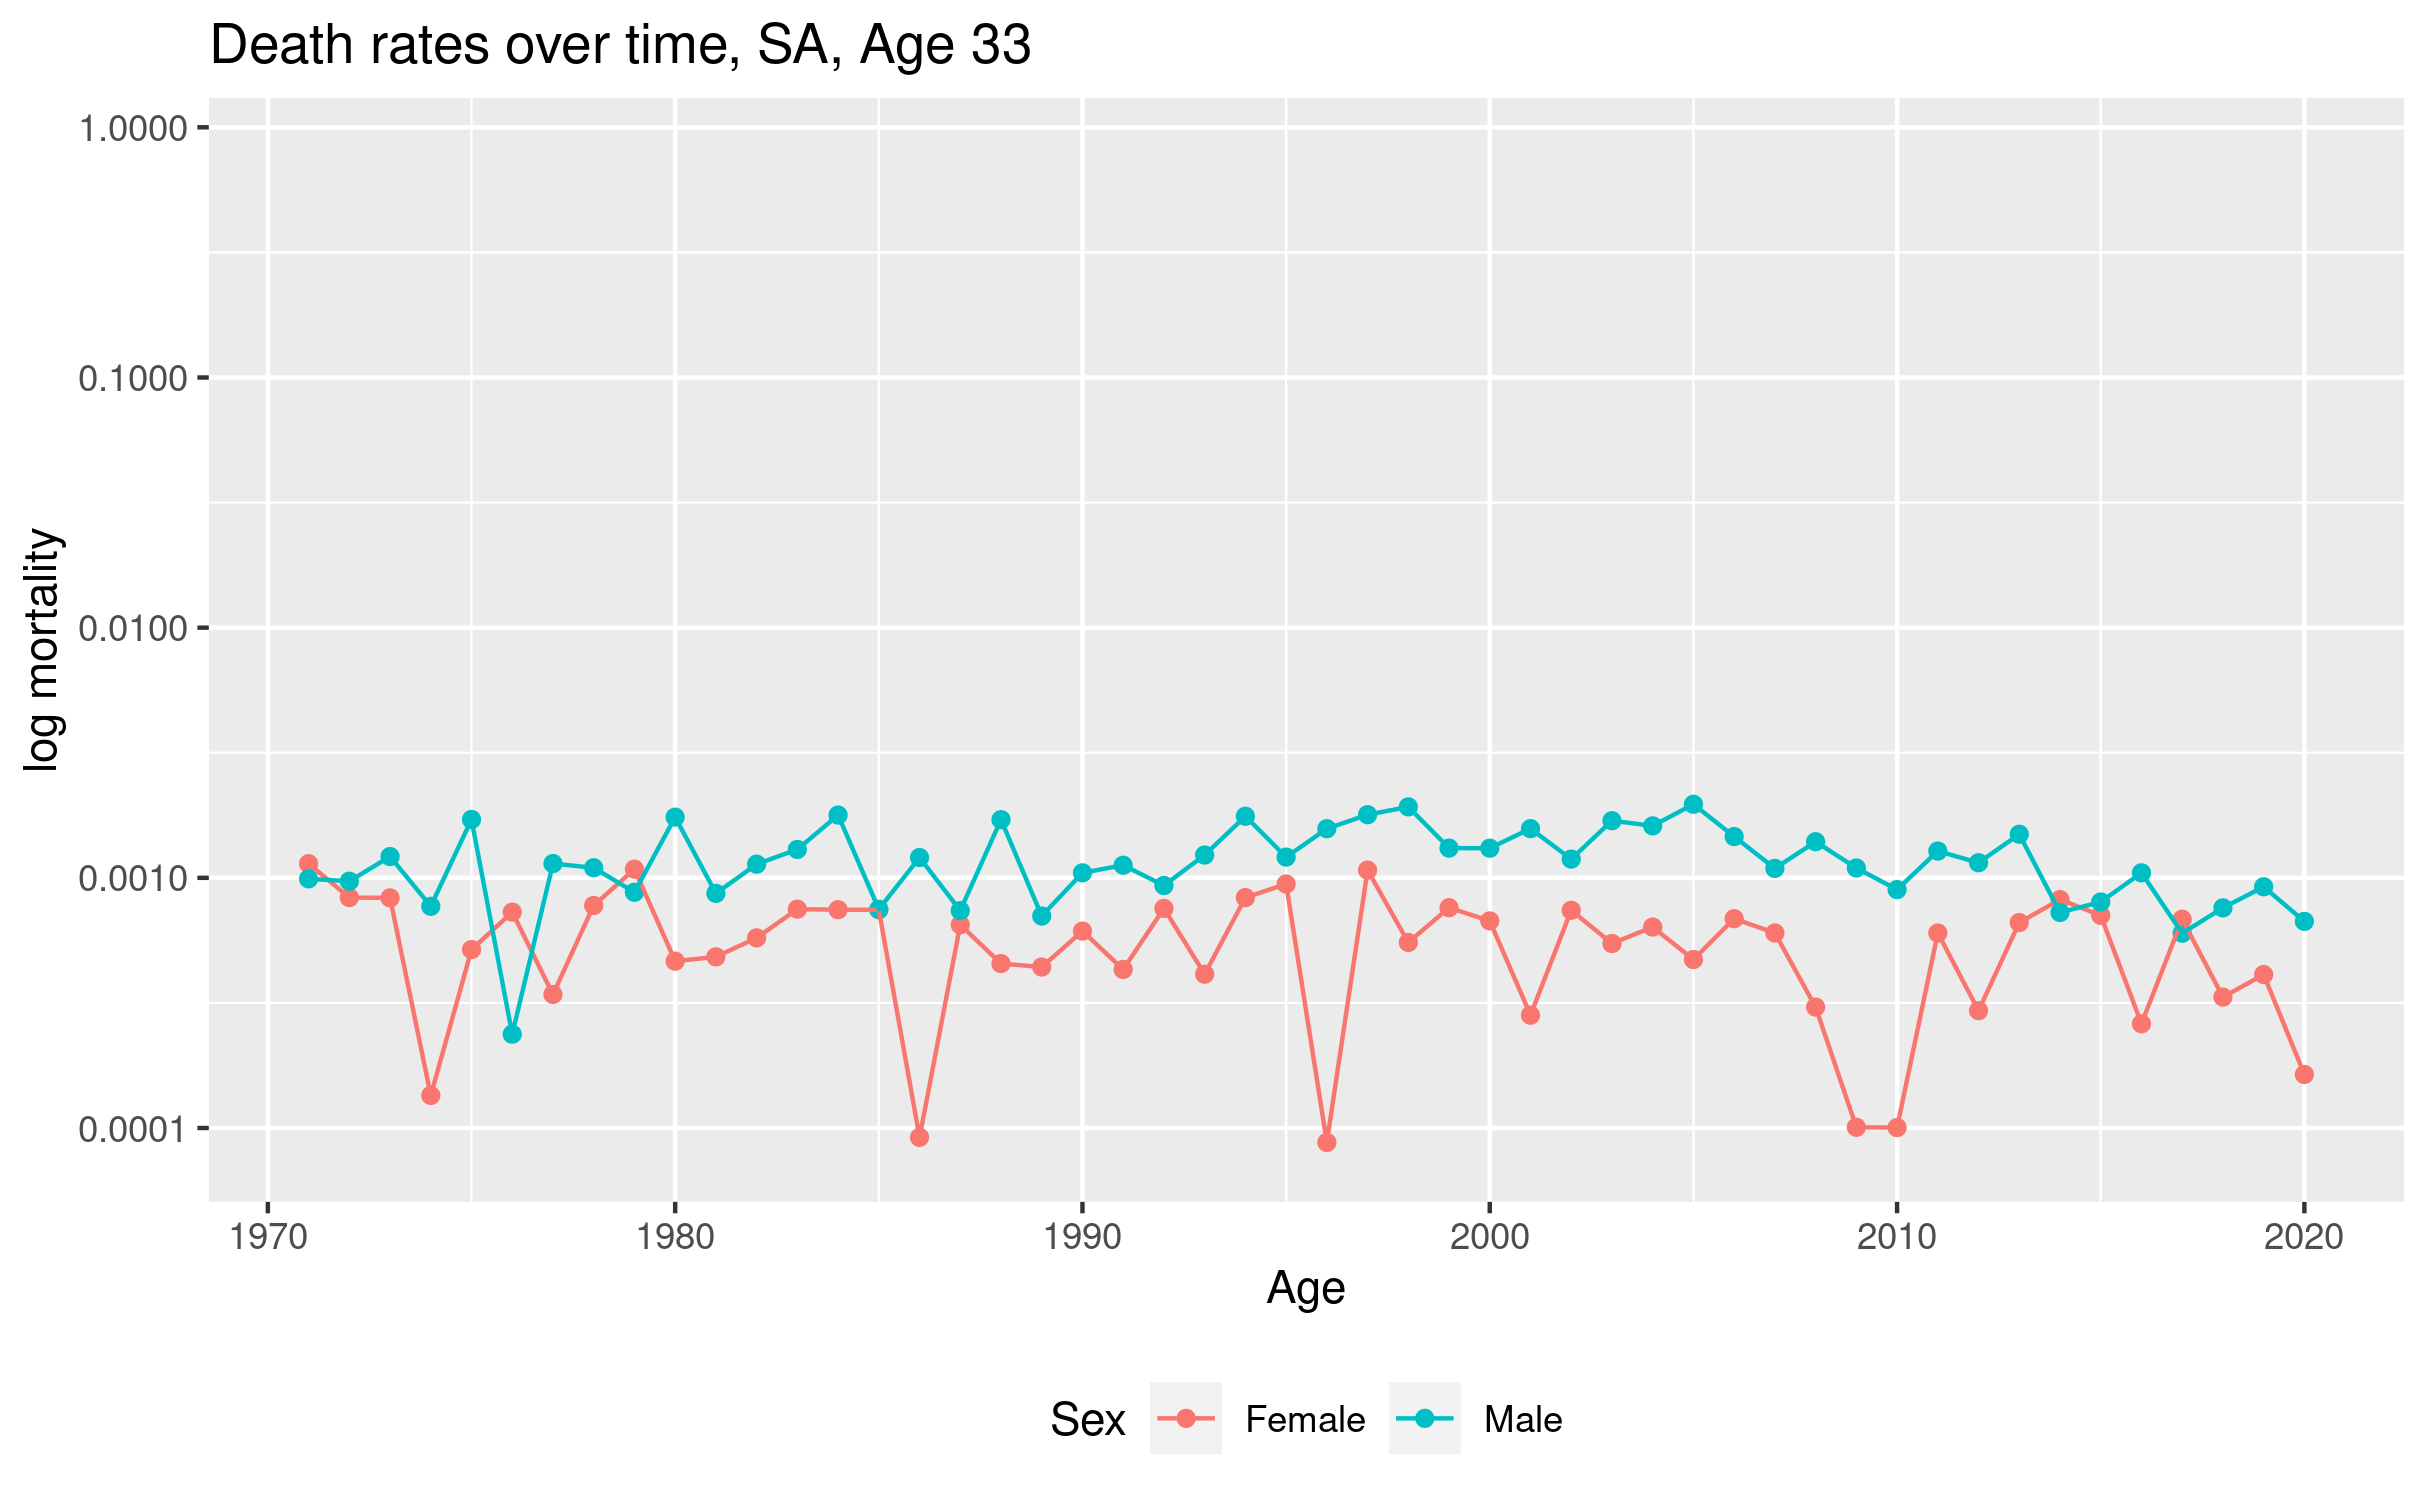 Death rates over time, SA, Age 33
log mortality
1.0000
0.1000
0.0100
0.0010
0.0001
1970 1980 1990 2000 2010 2020
Age
Sex Female Male